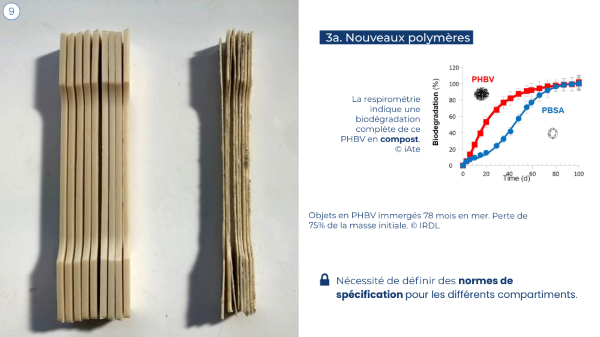 9
3a. Nouveaux polymères
La respirométrie
indique une
biodégradation
complète de ce
PHBV en compost.
© iAte
Biodegradation (%)
120
100
80
60
40
20
0
PHBV
PBSA
0 20 40 60 80 100
Time (d)
Objets en PHBV immergés 78 mois en mer. Perte de
75% de la masse initiale. © IRDL
Nécessité de définir des normes de
spécification pour les différents compartiments.